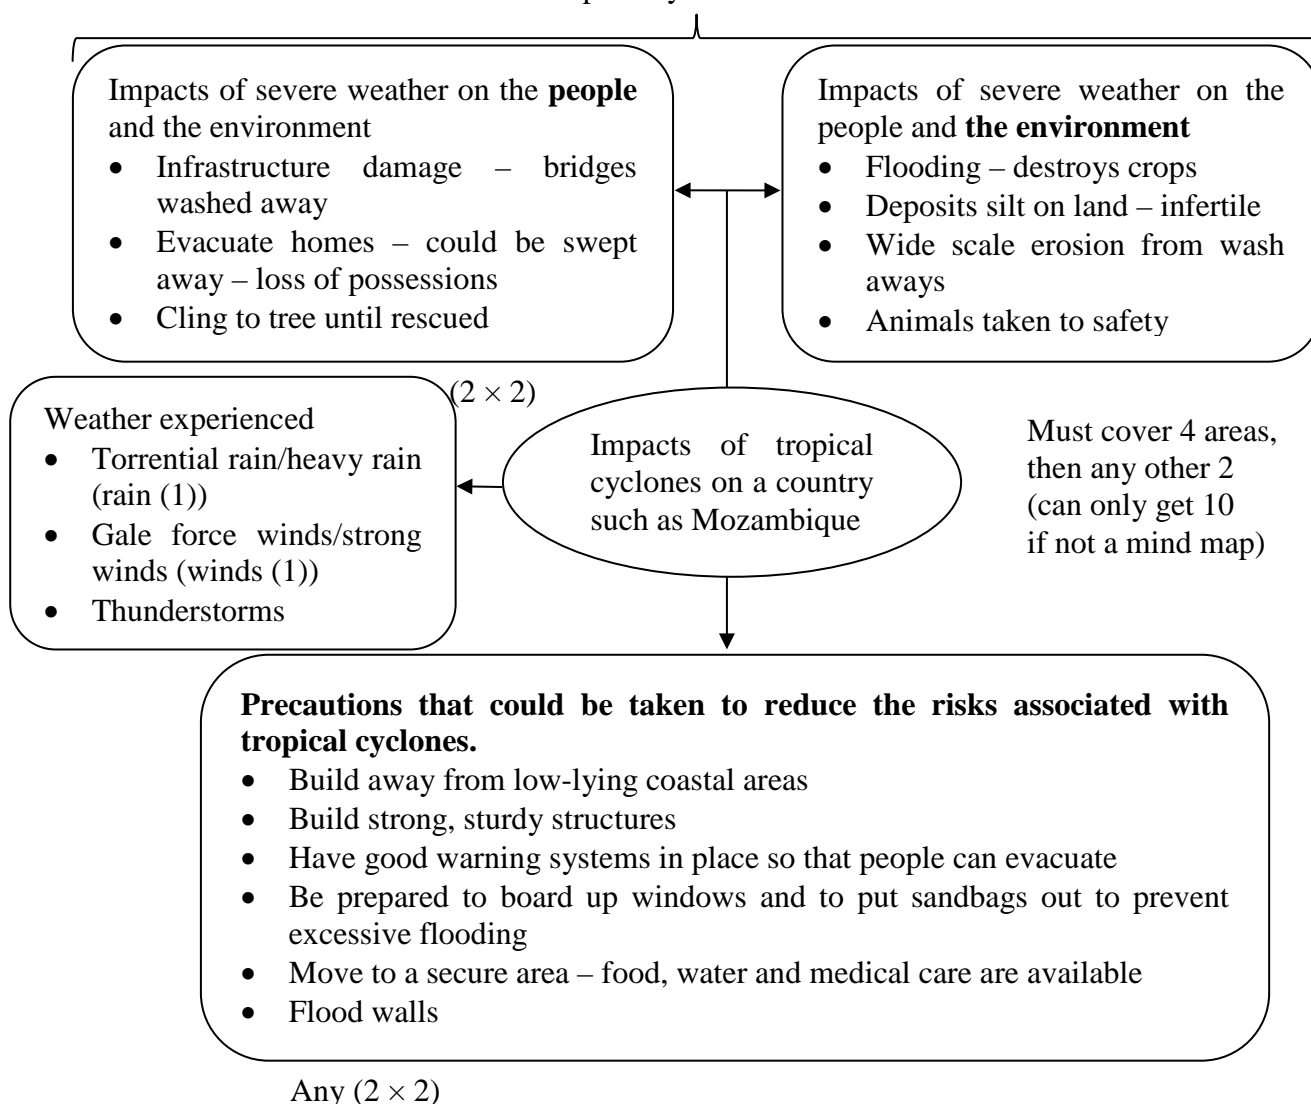 Impacts of severe weather on the people
and the environment
• Infrastructure damage – bridges
washed away
• Evacuate homes – could be swept
away – loss of possessions
• Cling to tree until rescued
Impacts of severe weather on the
people and the environment
• Flooding – destroys crops
• Deposits silt on land – infertile
• Wide scale erosion from wash
aways
• Animals taken to safety
(2 × 2)
Weather experienced
• Torrential rain/heavy rain
(rain (1))
• Gale force winds/strong
winds (winds (1))
• Thunderstorms
Impacts of tropical
cyclones on a country
such as Mozambique
Must cover 4 areas,
then any other 2
(can only get 10
if not a mind map)
Precautions that could be taken to reduce the risks associated with
tropical cyclones.
• Build away from low-lying coastal areas
• Build strong, sturdy structures
• Have good warning systems in place so that people can evacuate
• Be prepared to board up windows and to put sandbags out to prevent
excessive flooding
• Move to a secure area – food, water and medical care are available
• Flood walls
Any (2 × 2)